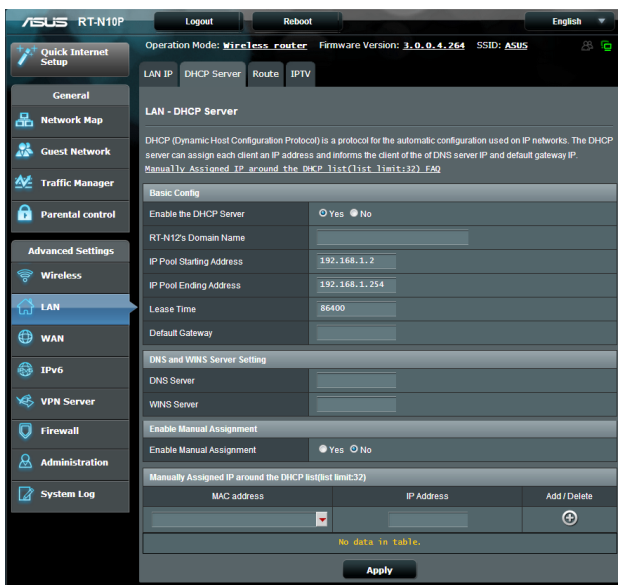 ASUS RT-N10P Logout Reboot English
Quick Internet Setup
Operation Mode: Wireless router Firmware Version: 3.0.0.4.264 SSID: ASUS
LAN IP DHCP Server Route IPTV
General
Network Map
Guest Network
Traffic Manager
Parental control
Advanced Settings
Wireless
LAN
WAN
IPv6
VPN Server
Firewall
Administration
System Log
LAN - DHCP Server
DHCP (Dynamic Host Configuration Protocol) is a protocol for the automatic configuration used on IP networks. The DHCP
server can assign each client an IP address and informs the client of the of DNS server IP and default gateway IP.
Manually Assigned IP around the DHCP list(list limit:32) FAQ
Basic Config
Enable the DHCP Server Yes No
RT-N12's Domain Name
IP Pool Starting Address 192.168.1.2
IP Pool Ending Address 192.168.1.254
Lease Time 86400
Default Gateway
DNS and WINS Server Setting
DNS Server
WINS Server
Enable Manual Assignment
Enable Manual Assignment Yes No
Manually Assigned IP around the DHCP list(list limit:32)
MAC address IP Address Add / Delete
No data in table.
Apply